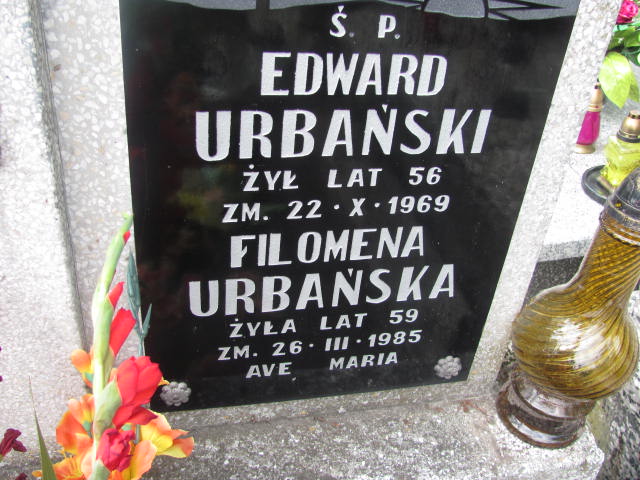 Ś. P.
EDWARD
URBAŃSKI
ŻYŁ LAT 56
ZM. 22·X·1969
FILOMENA
URBAŃSKA
ŻYŁA LAT 59
ZM. 26·III·1985
AVE MARIA